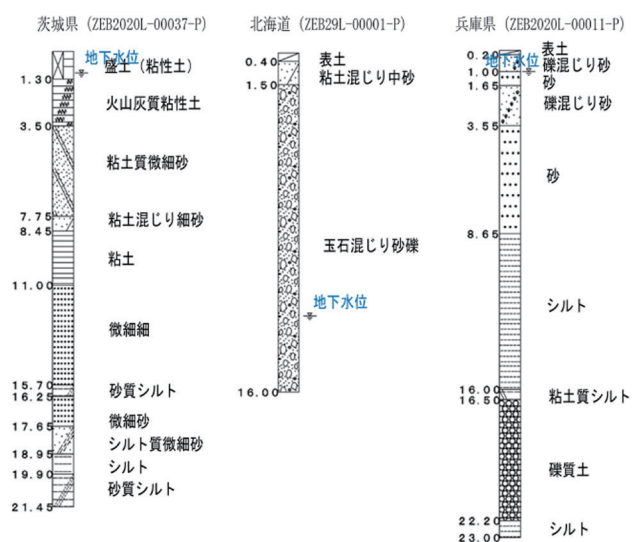 茨城県 (ZEB2020L-00037-P)
地下水位
盛土（粘性土）
1.30
火山灰質粘性土
3.50
粘土質微細砂
7.75
粘土混じり細砂
8.45
粘土
11.00
微細細
15.70
砂質シルト
16.25
微細砂
17.65
シルト質微細砂
18.95
シルト
19.90
砂質シルト
21.45
北海道 (ZEB29L-00001-P)
表土
0.40
粘土混じり中砂
1.50
玉石混じり砂礫
地下水位
16.00
兵庫県 (ZEB2020L-00011-P)
表土
0.20
地下水位
礫混じり砂
1.00
砂
1.65
礫混じり砂
3.55
砂
8.65
シルト
16.00
粘土質シルト
16.50
礫質土
22.20
シルト
23.00